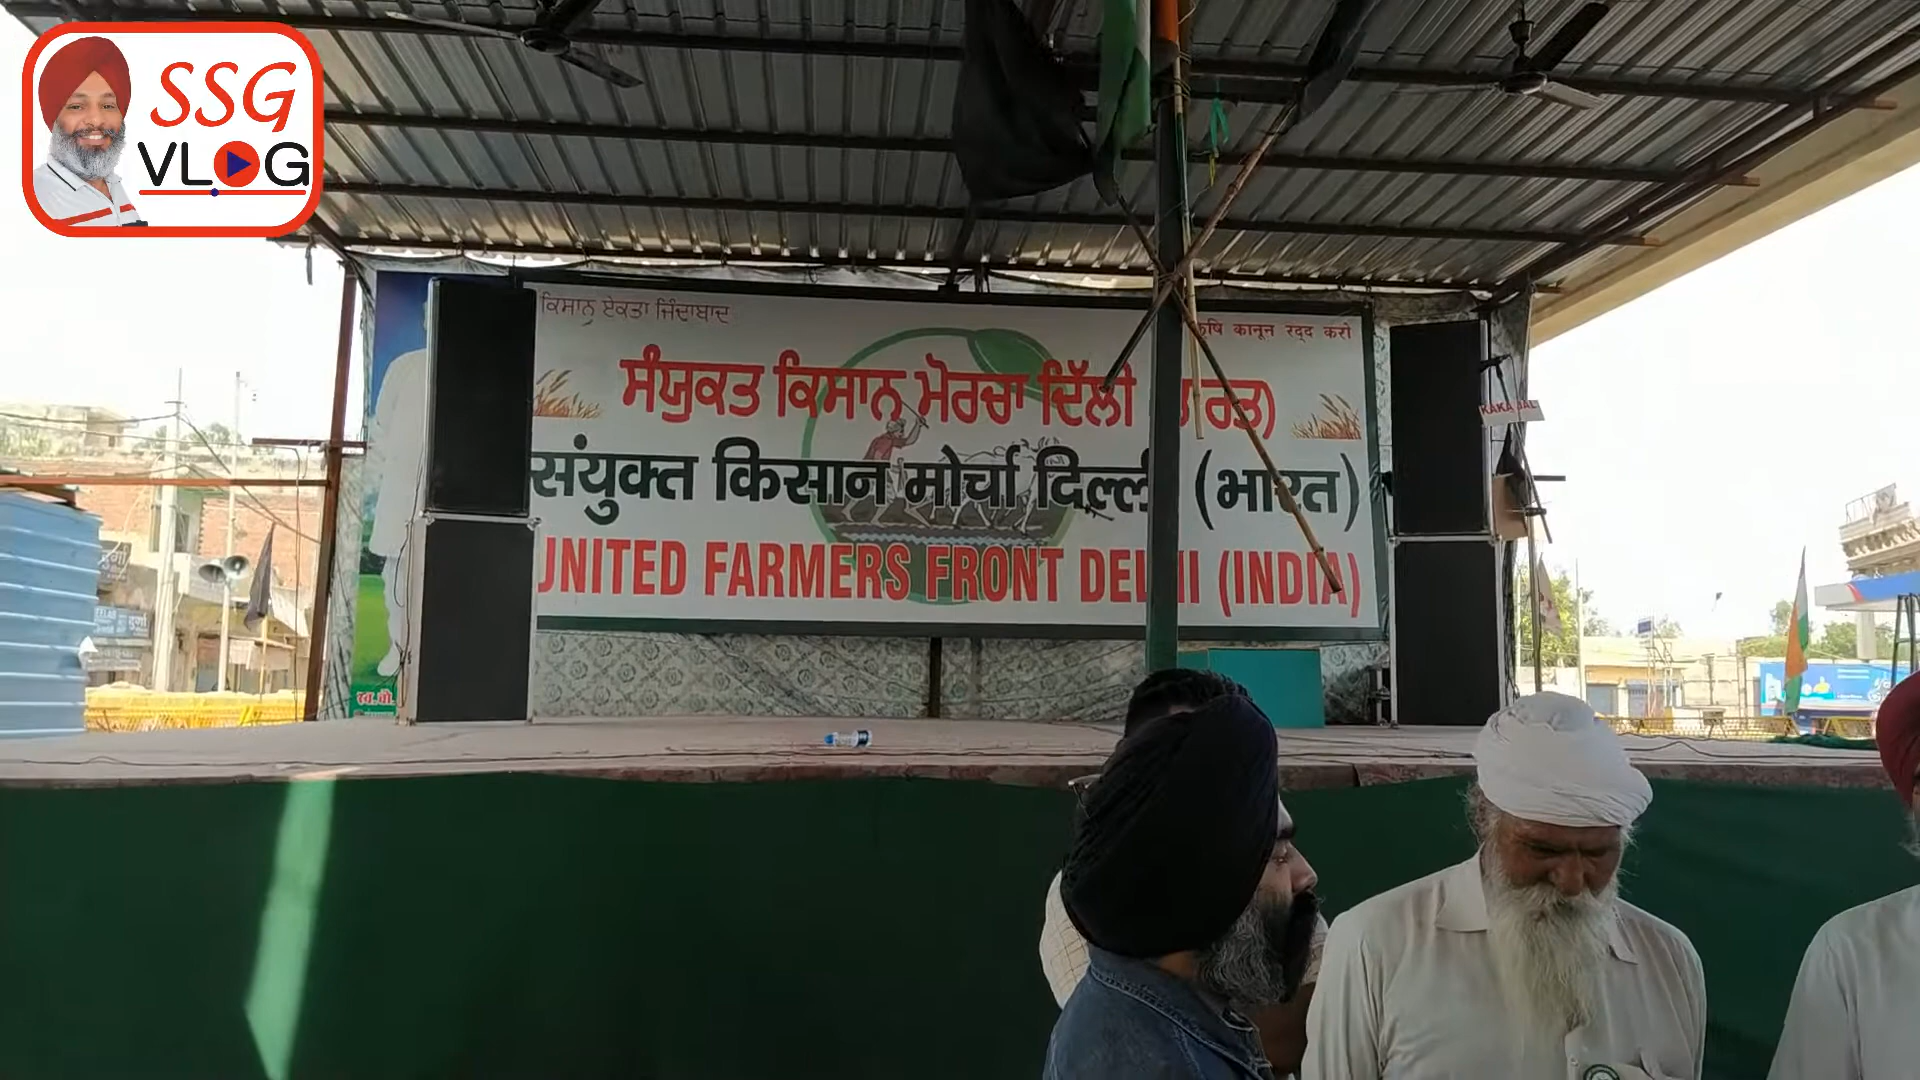 SSG
VLOG
ਕਿਸਾਨ ਏਕਤਾ ਜਿੰਦਾਬਾਦ
कानून रद्द करो
ਸੰਯੁਕਤ ਕਿਸਾਨ ਮੋਰਚਾ ਦਿੱਲੀ
संयुक्त किसान मोर्चा दिल्ली (भारत)
UNITED FARMERS FRONT DELHI (INDIA)